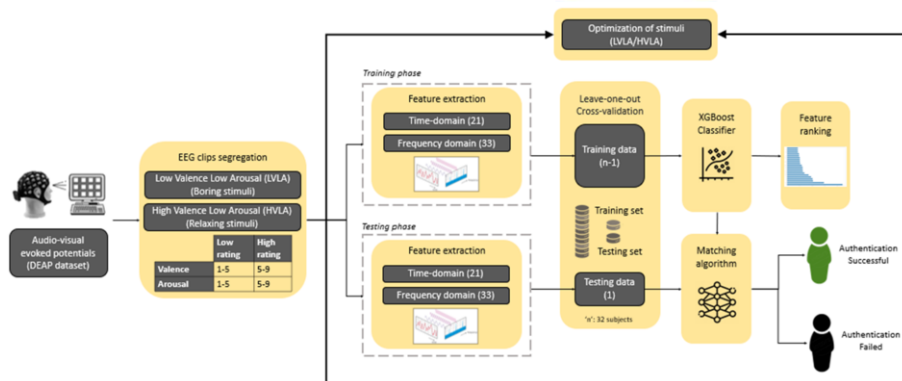 Optimization of stimuli
(LVLA/HVLA)
Training phase
Feature extraction
Time-domain (21)
Frequency domain (33)
Leave-one-out
Cross-validation
Training data
(n-1)
XGBoost
Classifier
Feature
ranking
EEG clips segregation
Low Valence Low Arousal (LVLA)
(Boring stimuli)
High Valence Low Arousal (HVLA)
(Relaxing stimuli)
Low rating High rating
Valence 1-5 5-9
Arousal 1-5 5-9
Audio-visual
evoked potentials
(DEAP dataset)
Training set
Testing set
Testing phase
Feature extraction
Time-domain (21)
Frequency domain (33)
Testing data
(1)
'n': 32 subjects
Matching
algorithm
Authentication
Successful
Authentication
Failed